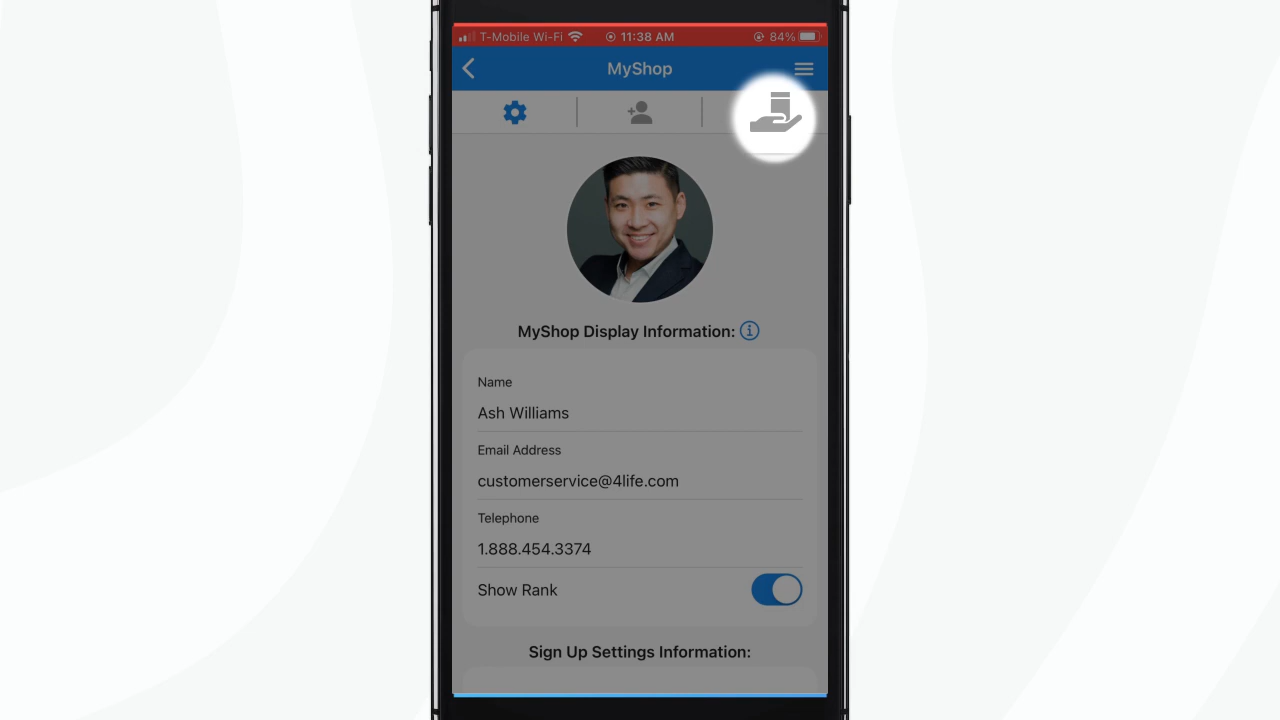 T-Mobile Wi-Fi 11:38 AM 84%
MyShop
MyShop Display Information:
Name
Ash Williams
Email Address
customerservice@4life.com
Telephone
1.888.454.3374
Show Rank
Sign Up Settings Information: